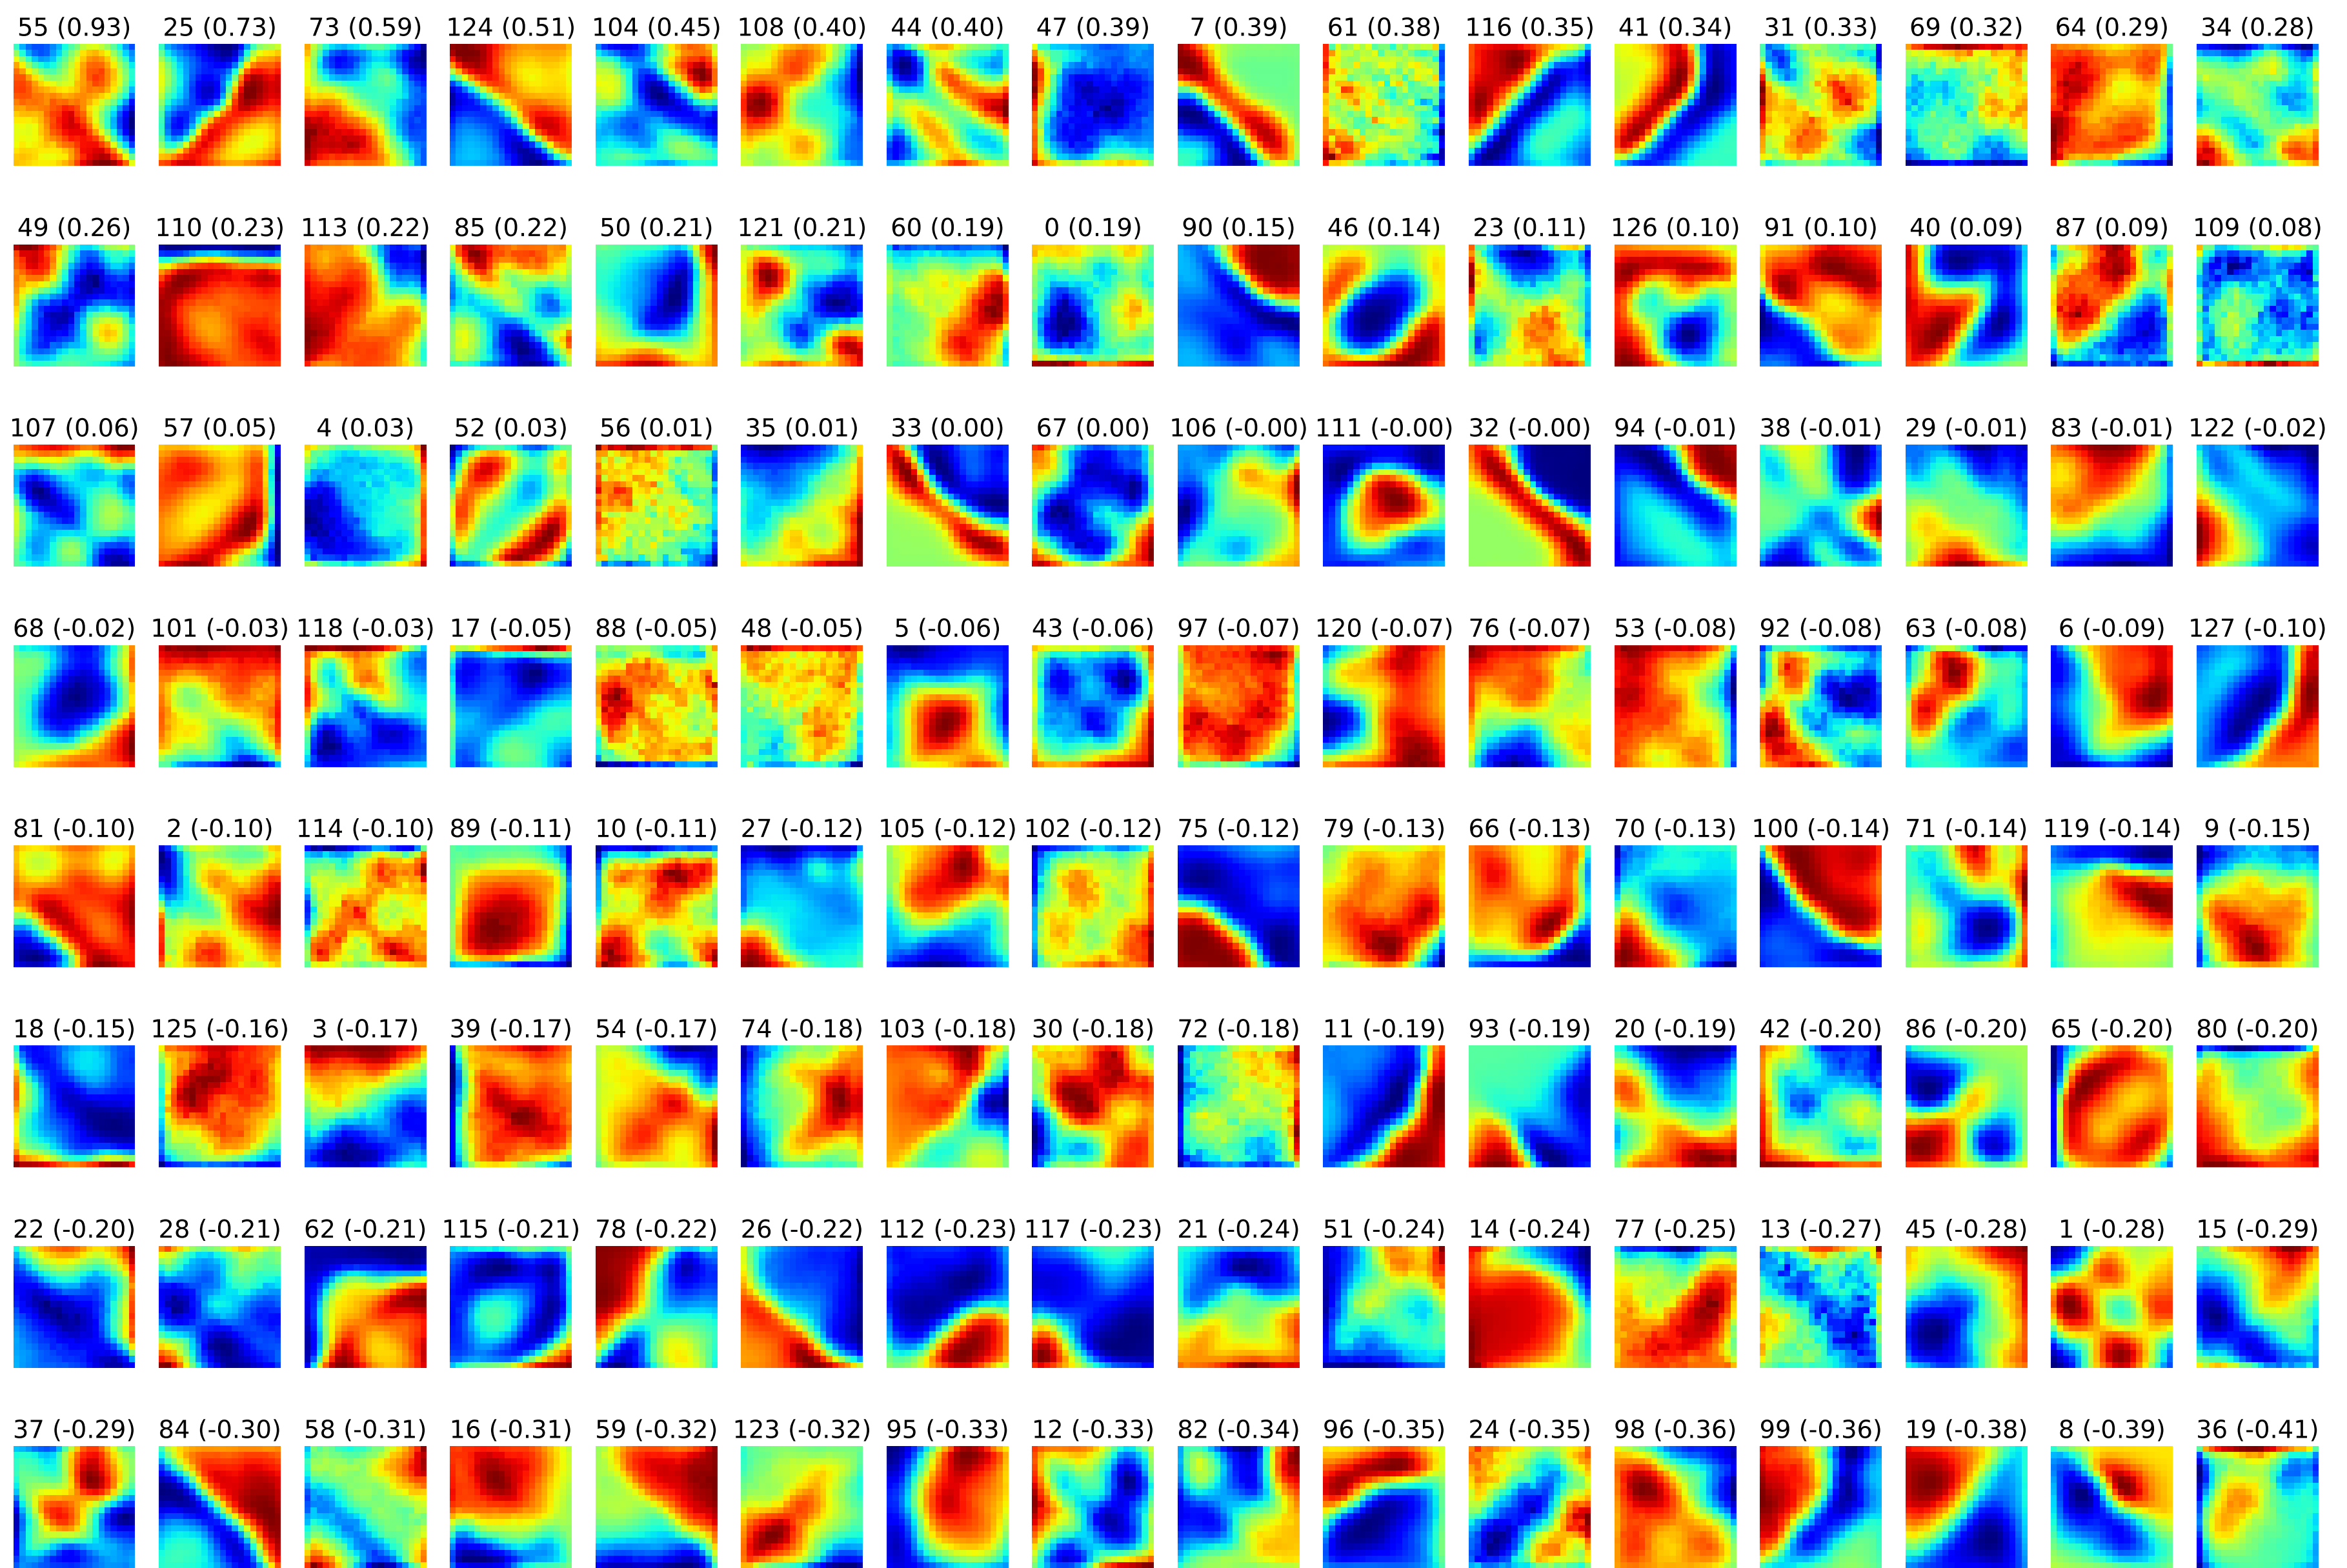 55 (0.93) 25 (0.73) 73 (0.59) 124 (0.51) 104 (0.45) 108 (0.40) 44 (0.40) 47 (0.39) 7 (0.39) 61 (0.38) 116 (0.35) 41 (0.34) 31 (0.33) 69 (0.32) 64 (0.29) 34 (0.28)
49 (0.26) 110 (0.23) 113 (0.22) 85 (0.22) 50 (0.21) 121 (0.21) 60 (0.19) 0 (0.19) 90 (0.15) 46 (0.14) 23 (0.11) 126 (0.10) 91 (0.10) 40 (0.09) 87 (0.09) 109 (0.08)
107 (0.06) 57 (0.05) 4 (0.03) 52 (0.03) 56 (0.01) 35 (0.01) 33 (0.00) 67 (0.00) 106 (-0.00) 111 (-0.00) 32 (-0.00) 94 (-0.01) 38 (-0.01) 29 (-0.01) 83 (-0.01) 122 (-0.02)
68 (-0.02) 101 (-0.03) 118 (-0.03) 17 (-0.05) 88 (-0.05) 48 (-0.05) 5 (-0.06) 43 (-0.06) 97 (-0.07) 120 (-0.07) 76 (-0.07) 53 (-0.08) 92 (-0.08) 63 (-0.08) 6 (-0.09) 127 (-0.10)
81 (-0.10) 2 (-0.10) 114 (-0.10) 89 (-0.11) 10 (-0.11) 27 (-0.12) 105 (-0.12) 102 (-0.12) 75 (-0.12) 79 (-0.13) 66 (-0.13) 70 (-0.13) 100 (-0.14) 71 (-0.14) 119 (-0.14) 9 (-0.15)
18 (-0.15) 125 (-0.16) 3 (-0.17) 39 (-0.17) 54 (-0.17) 74 (-0.18) 103 (-0.18) 30 (-0.18) 72 (-0.18) 11 (-0.19) 93 (-0.19) 20 (-0.19) 42 (-0.20) 86 (-0.20) 65 (-0.20) 80 (-0.20)
22 (-0.20) 28 (-0.21) 62 (-0.21) 115 (-0.21) 78 (-0.22) 26 (-0.22) 112 (-0.23) 117 (-0.23) 21 (-0.24) 51 (-0.24) 14 (-0.24) 77 (-0.25) 13 (-0.27) 45 (-0.28) 1 (-0.28) 15 (-0.29)
37 (-0.29) 84 (-0.30) 58 (-0.31) 16 (-0.31) 59 (-0.32) 123 (-0.32) 95 (-0.33) 12 (-0.33) 82 (-0.34) 96 (-0.35) 24 (-0.35) 98 (-0.36) 99 (-0.36) 19 (-0.38) 8 (-0.39) 36 (-0.41)